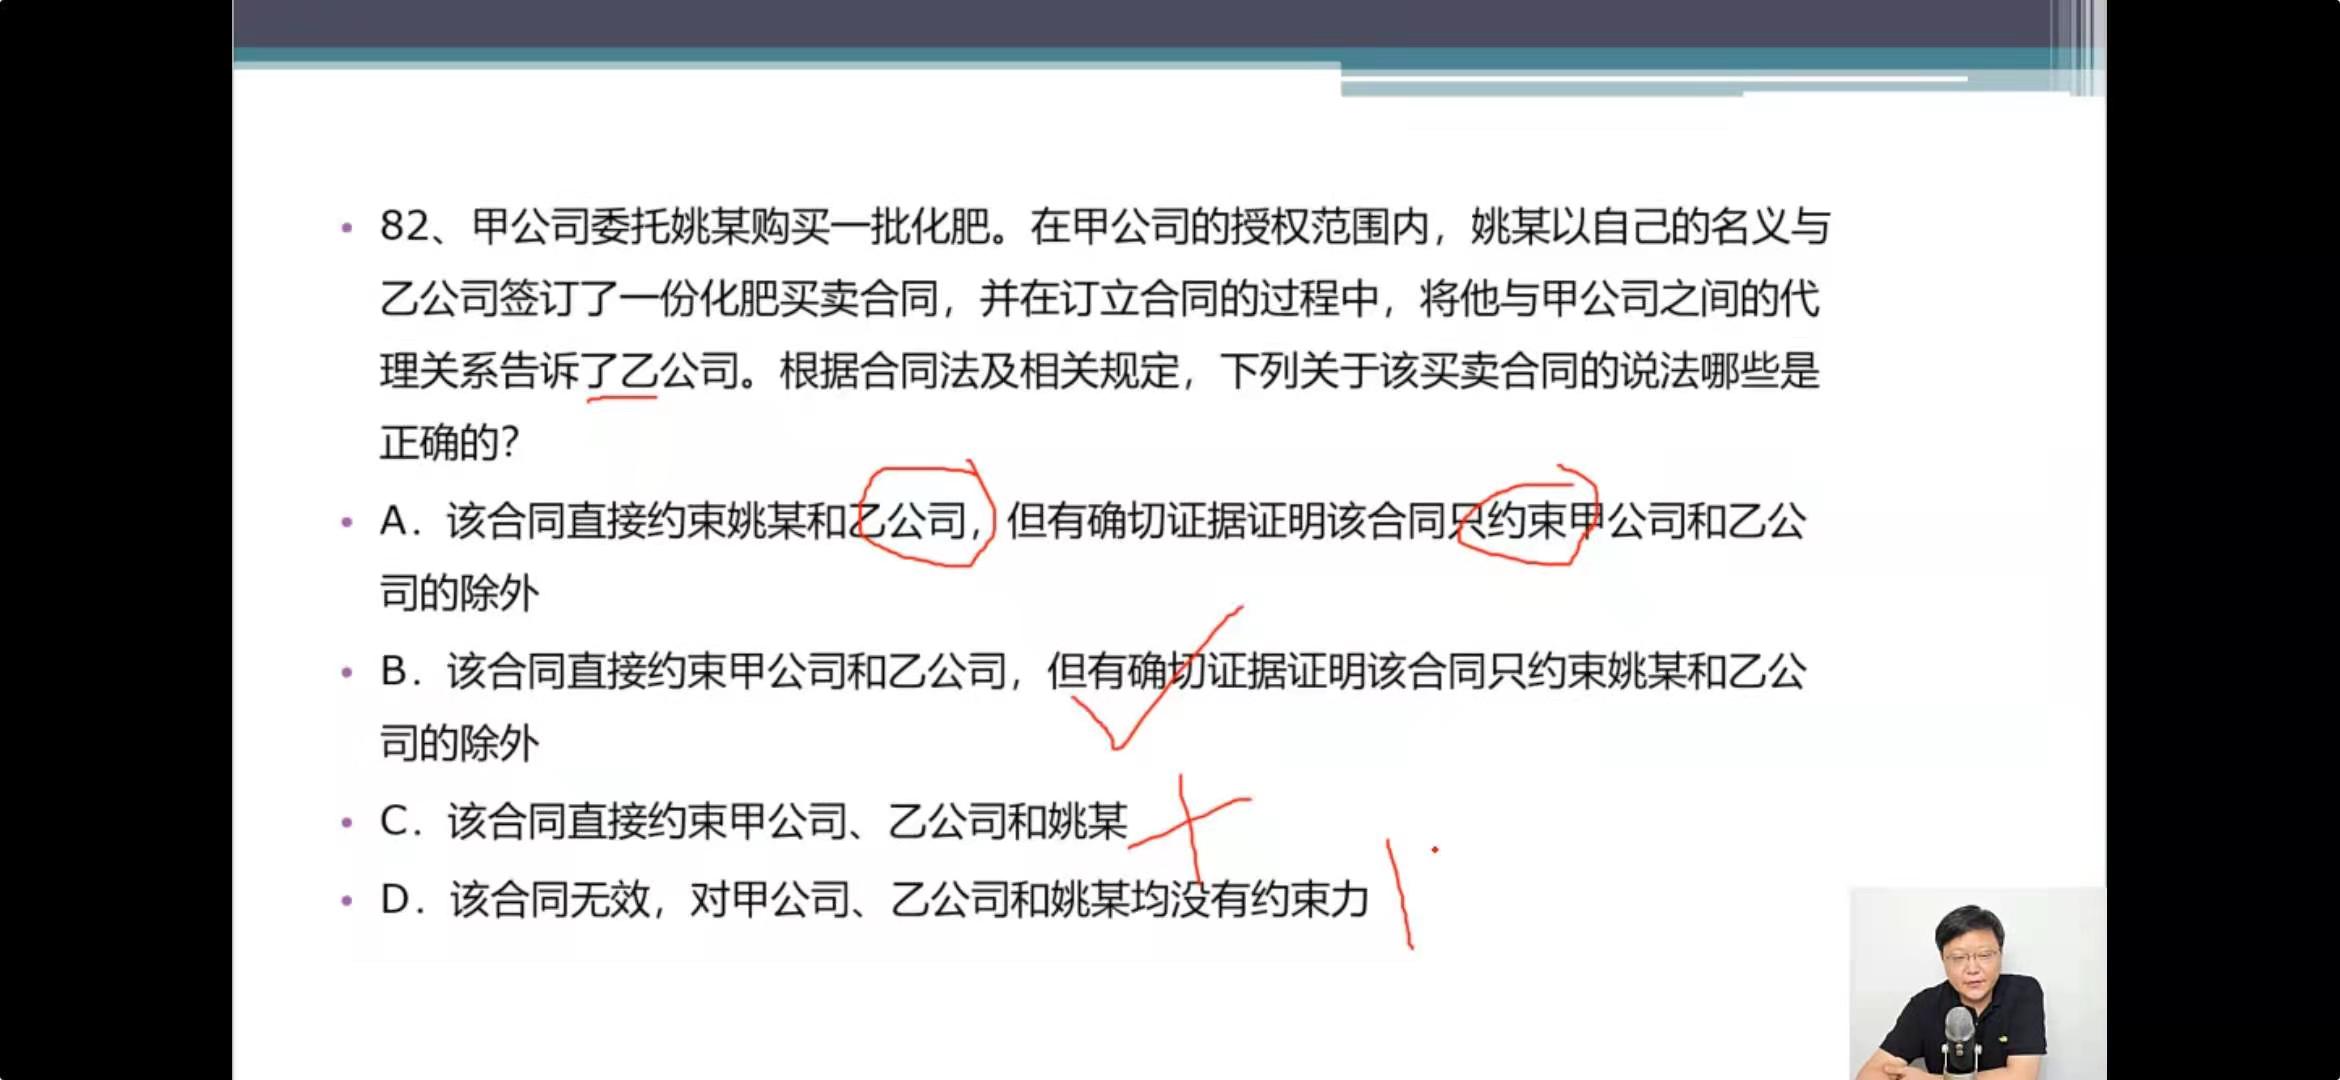 82、甲公司委托姚某购买一批化肥。在甲公司的授权范围内，姚某以自己的名义与
乙公司签订了一份化肥买卖合同，并在订立合同的过程中，将他与甲公司之间的代
理关系告诉了乙公司。根据合同法及相关规定，下列关于该买卖合同的说法哪些是
正确的？
A．该合同直接约束姚某和乙公司，但有确切证据证明该合同只约束甲公司和乙公
司的除外
B．该合同直接约束甲公司和乙公司，但有确切证据证明该合同只约束姚某和乙公
司的除外
C．该合同直接约束甲公司、乙公司和姚某
D．该合同无效，对甲公司、乙公司和姚某均没有约束力